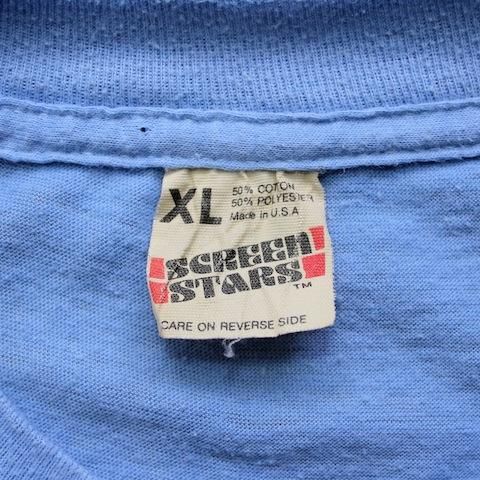 XL
50% COTTON
50% POLYESTER
Made in U.S.A
SCREEN
STARS
TM
CARE ON REVERSE SIDE